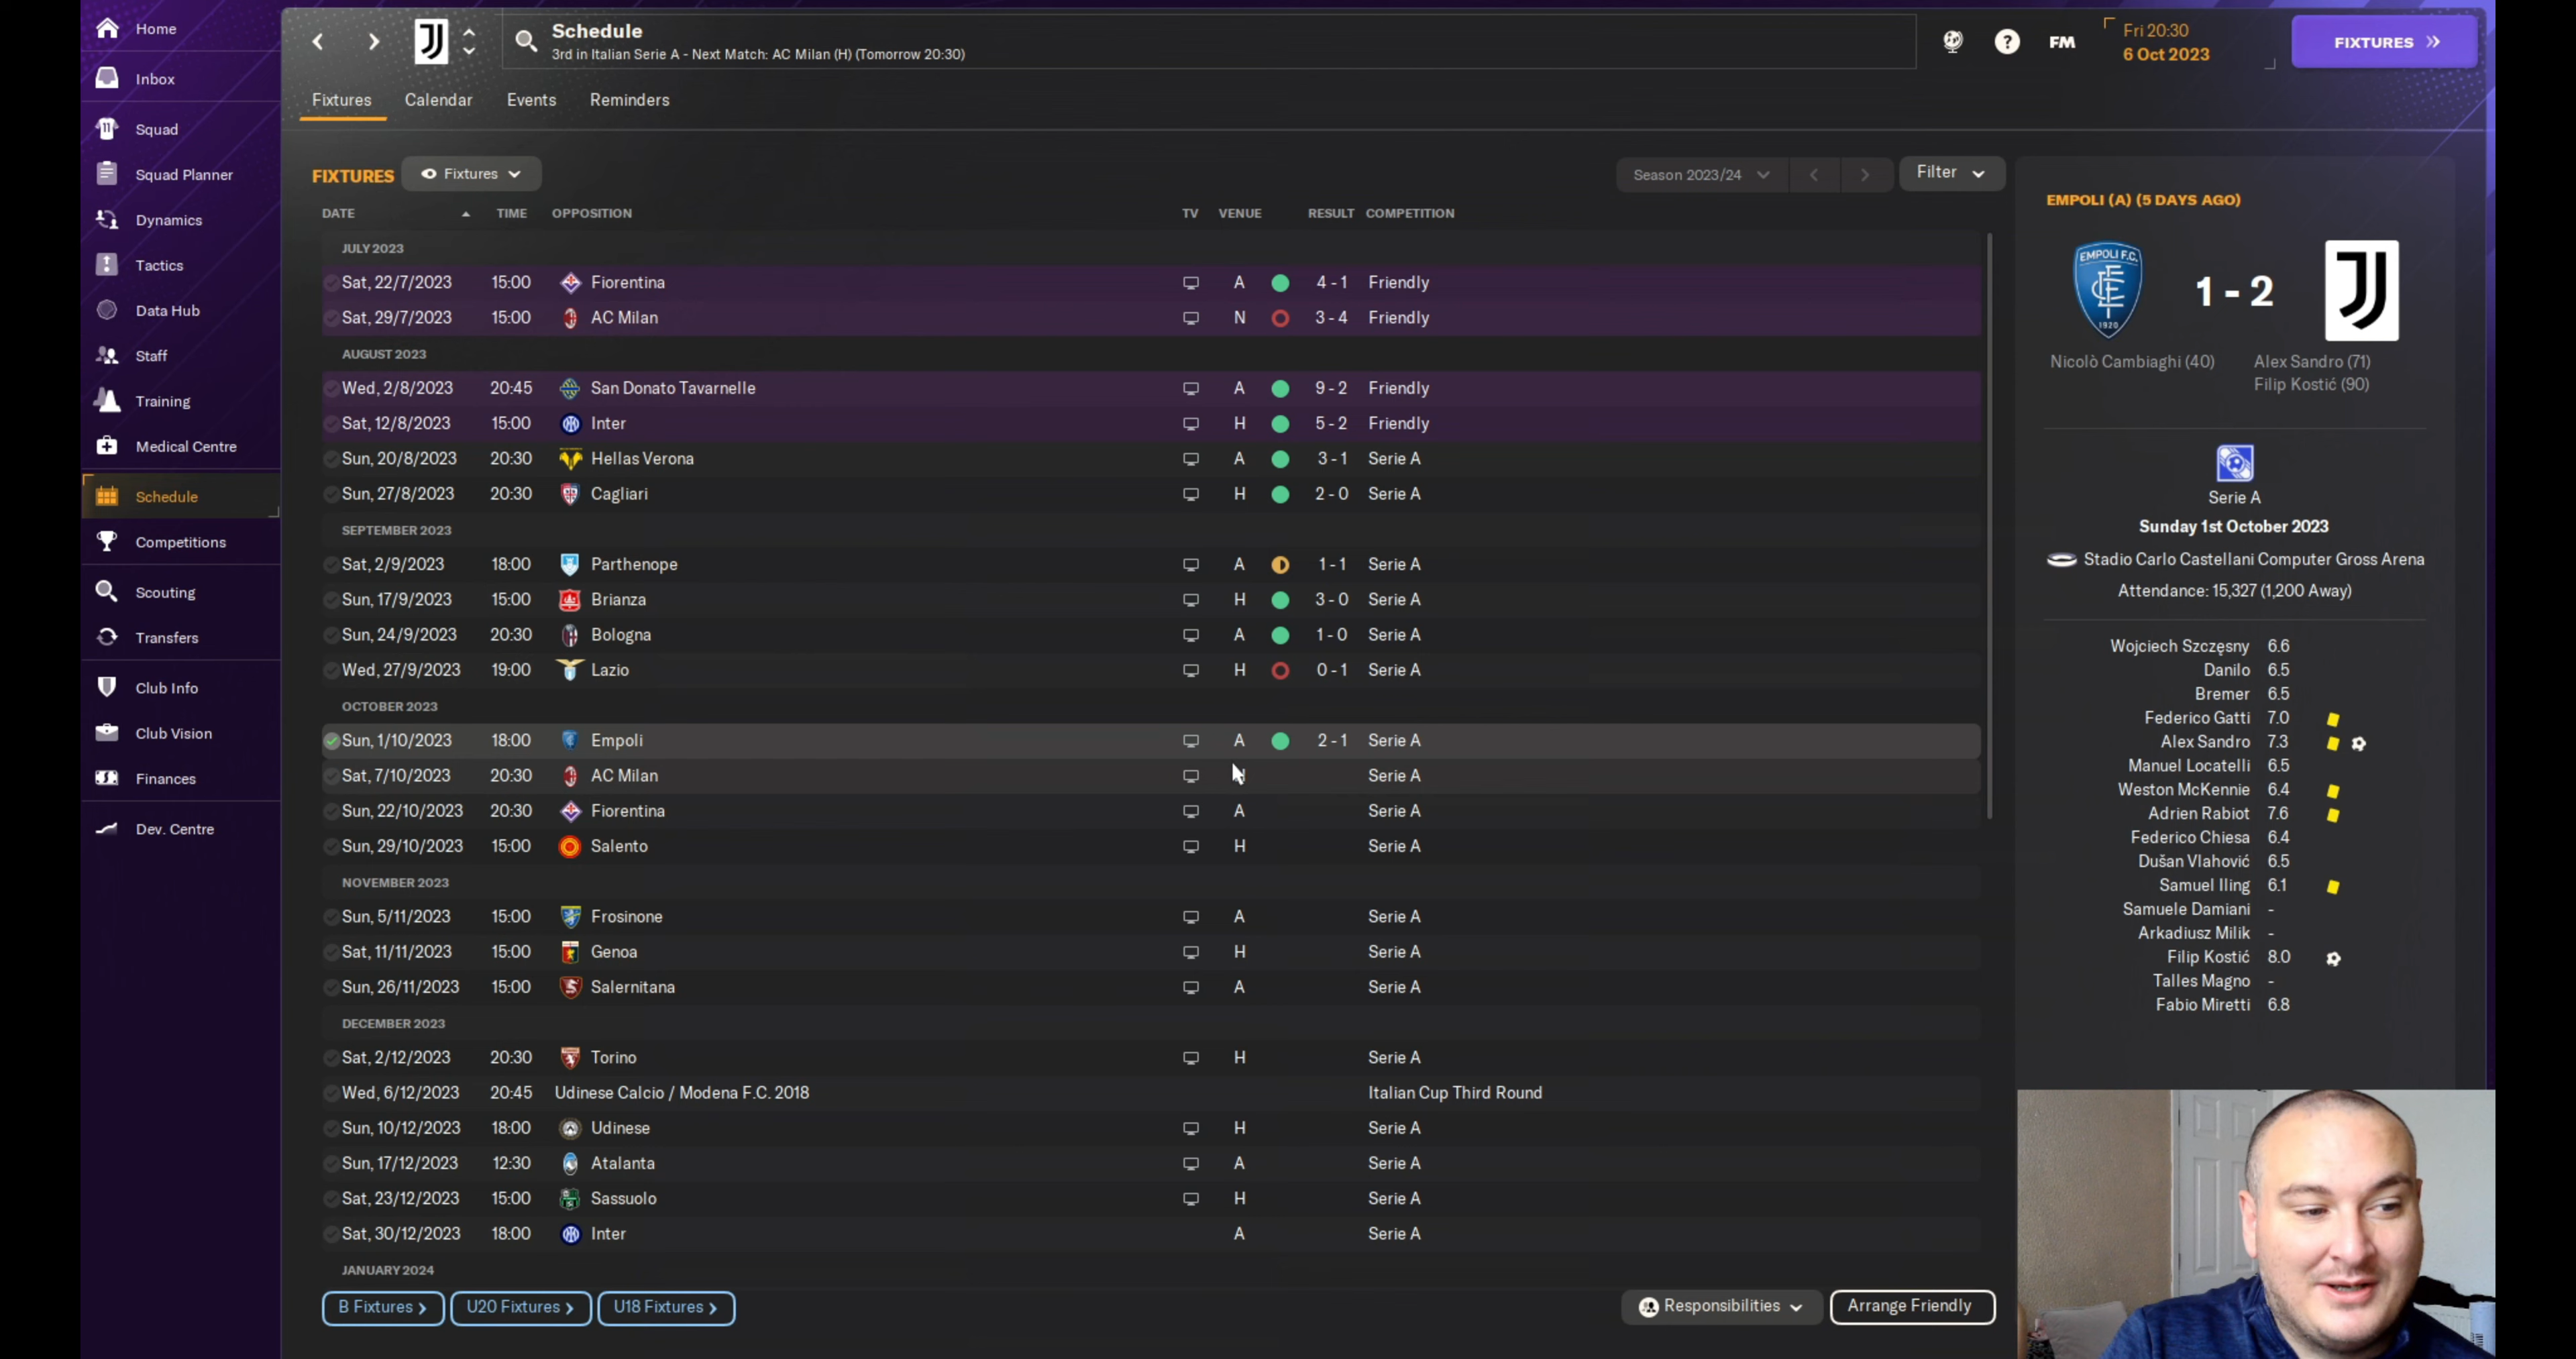 Home
Inbox
Squad
Squad Planner
Dynamics
Tactics
Data Hub
Staff
Training
Medical Centre
Schedule
Competitions
Scouting
Transfers
Club Info
Club Vision
Finances
Dev. Centre
Schedule
3rd in Italian Serie A - Next Match: AC Milan (H) (Tomorrow 20:30)
FM
Fri 20:30
6 Oct 2023
FIXTURES
Fixtures Calendar Events Reminders
FIXTURES Fixtures Season 2023/24 Filter
DATE TIME OPPOSITION TV VENUE RESULT COMPETITION
JULY 2023
Sat, 22/7/2023 15:00 Fiorentina A 4 - 1 Friendly
Sat, 29/7/2023 15:00 AC Milan N 3 - 4 Friendly
AUGUST 2023
Wed, 2/8/2023 20:45 San Donato Tavarnelle A 9 - 2 Friendly
Sat, 12/8/2023 15:00 Inter H 5 - 2 Friendly
Sun, 20/8/2023 20:30 Hellas Verona A 3 - 1 Serie A
Sun, 27/8/2023 20:30 Cagliari H 2 - 0 Serie A
SEPTEMBER 2023
Sat, 2/9/2023 18:00 Parthenope A 1 - 1 Serie A
Sun, 17/9/2023 15:00 Brianza H 3 - 0 Serie A
Sun, 24/9/2023 20:30 Bologna A 1 - 0 Serie A
Wed, 27/9/2023 19:00 Lazio H 0 - 1 Serie A
OCTOBER 2023
Sun, 1/10/2023 18:00 Empoli A 2 - 1 Serie A
Sat, 7/10/2023 20:30 AC Milan Serie A
Sun, 22/10/2023 20:30 Fiorentina A Serie A
Sun, 29/10/2023 15:00 Salento H Serie A
NOVEMBER 2023
Sun, 5/11/2023 15:00 Frosinone A Serie A
Sat, 11/11/2023 15:00 Genoa H Serie A
Sun, 26/11/2023 15:00 Salernitana A Serie A
DECEMBER 2023
Sat, 2/12/2023 20:30 Torino H Serie A
Wed, 6/12/2023 20:45 Udinese Calcio / Modena F.C. 2018 Italian Cup Third Round
Sun, 10/12/2023 18:00 Udinese H Serie A
Sun, 17/12/2023 12:30 Atalanta A Serie A
Sat, 23/12/2023 15:00 Sassuolo H Serie A
Sat, 30/12/2023 18:00 Inter A Serie A
JANUARY 2024
B Fixtures U20 Fixtures U18 Fixtures Responsibilities Arrange Friendly
EMPOLI (A) (5 DAYS AGO)
EMPOLI F.C.
1920
1 - 2
Nicolò Cambiaghi (40) Alex Sandro (71)
Filip Kostić (90)
Serie A
Sunday 1st October 2023
Stadio Carlo Castellani Computer Gross Arena
Attendance: 15,327 (1,200 Away)
Wojciech Szczęsny 6.6
Danilo 6.5
Bremer 6.5
Federico Gatti 7.0
Alex Sandro 7.3
Manuel Locatelli 6.5
Weston McKennie 6.4
Adrien Rabiot 7.6
Federico Chiesa 6.4
Dušan Vlahović 6.5
Samuel Iling 6.1
Samuele Damiani -
Arkadiusz Milik -
Filip Kostić 8.0
Talles Magno -
Fabio Miretti 6.8